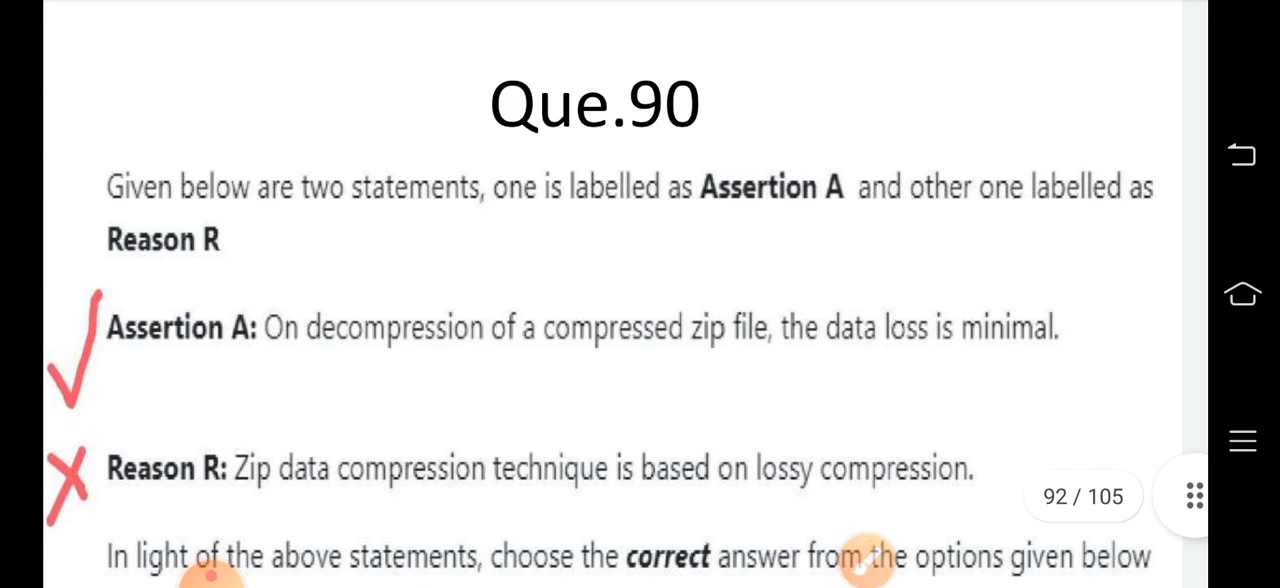 Que.90
Given below are two statements, one is labelled as Assertion A and other one labelled as
Reason R
Assertion A: On decompression of a compressed zip file, the data loss is minimal.
Reason R: Zip data compression technique is based on lossy compression.
92 / 105
In light of the above statements, choose the correct answer from the options given below